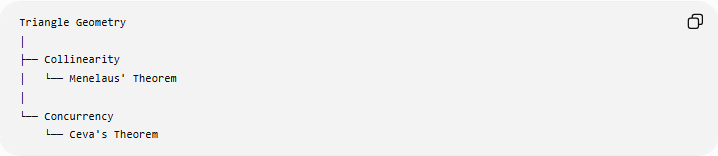 Triangle Geometry
│
├── Collinearity
│   └── Menelaus' Theorem
│
└── Concurrency
    └── Ceva's Theorem